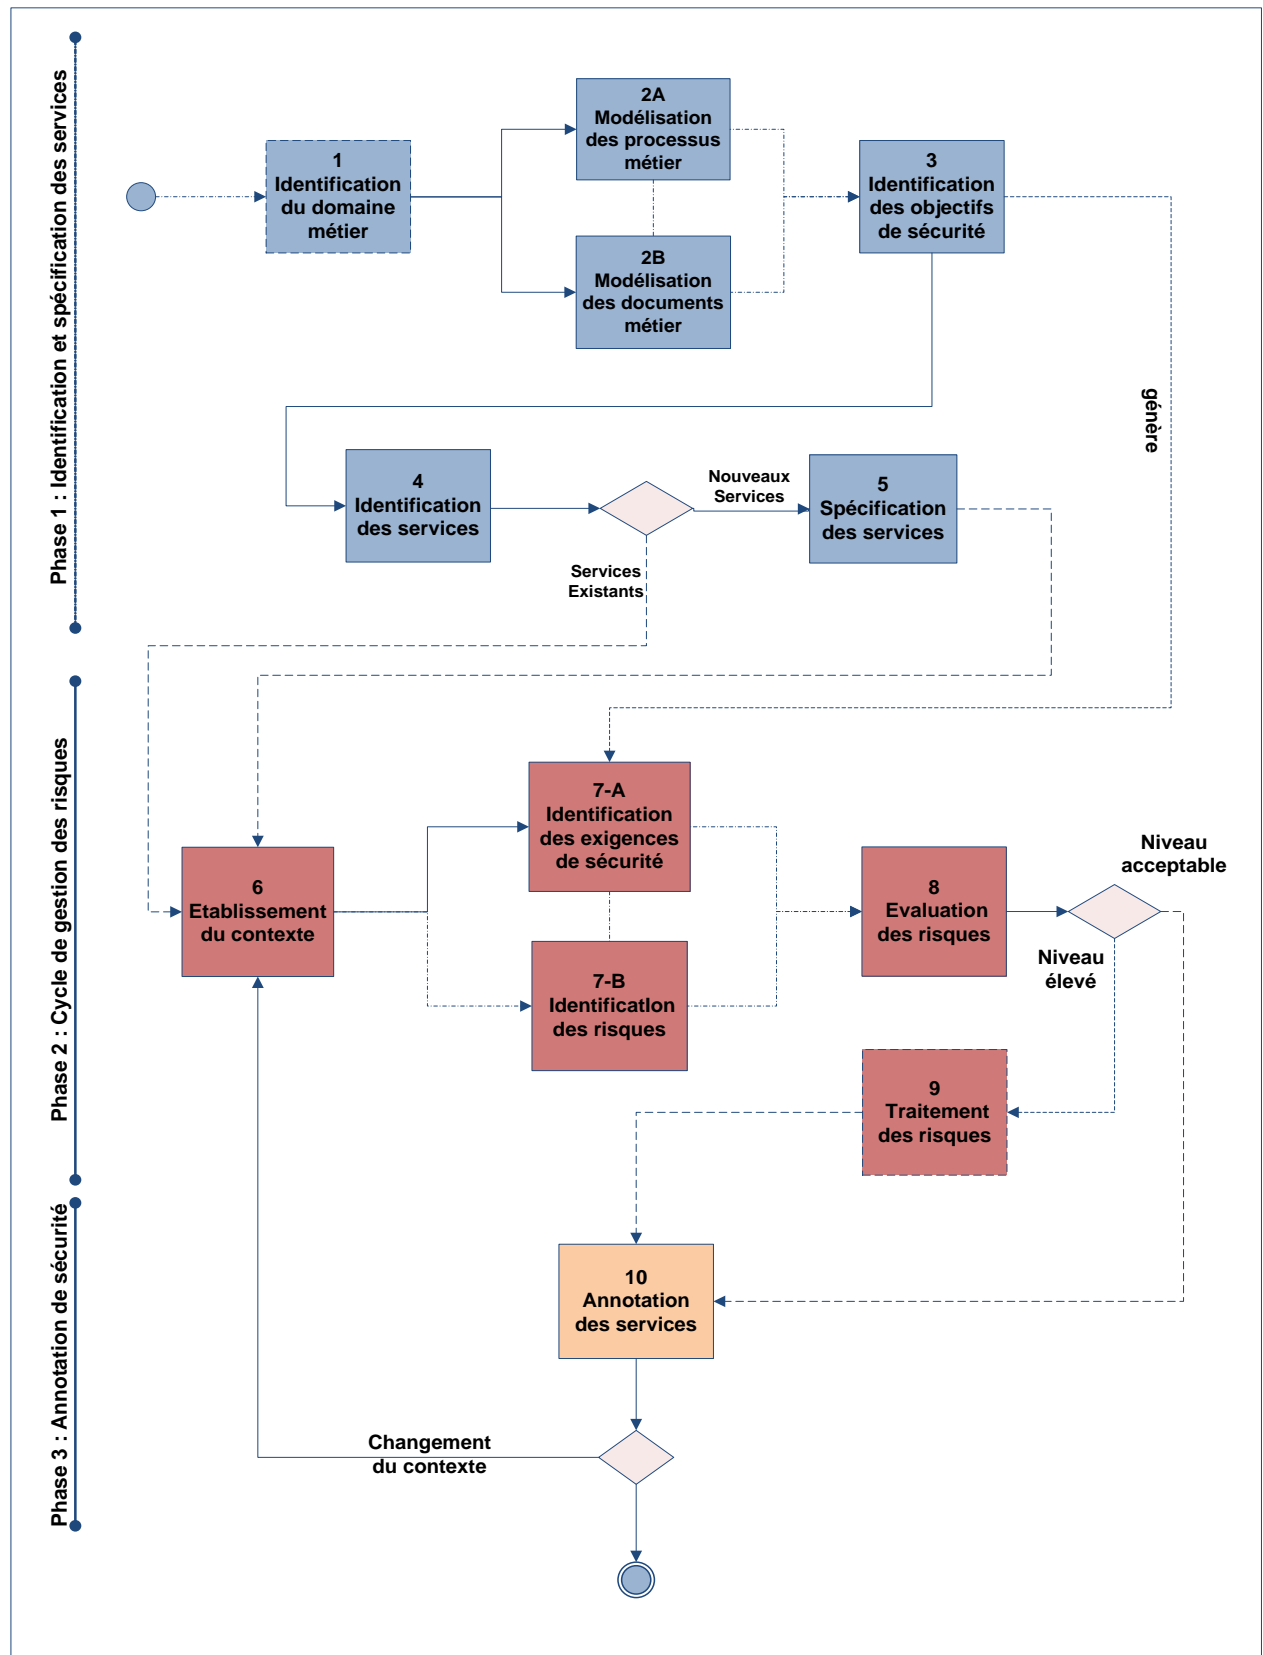 Phase 1 : Identification et spécification des services
1
Identification
du domaine
métier
2A
Modélisation
des processus
métier
2B
Modélisation
des documents
métier
3
Identification
des objectifs
de sécurité
génère
4
Identification
des services
Nouveaux
Services
Services
Existants
5
Spécification
des services
Phase 2 : Cycle de gestion des risques
6
Etablissement
du contexte
7-A
Identification
des exigences
de sécurité
7-B
IdentificatIon
des risques
8
Evaluation
des risques
Niveau
acceptable
Niveau
élevé
9
Traitement
des risques
Phase 3 : Annotation de sécurité
10
Annotation
des services
Changement
du contexte